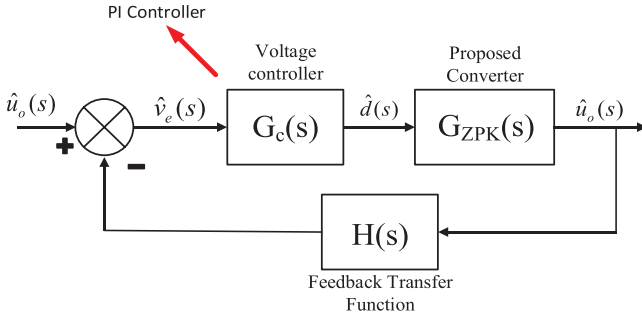 PI Controller
Voltage
controller
Proposed
Converter
û_o(s)
v̂_e(s)
G_c(s)
d̂(s)
G_ZPK(s)
û_o(s)
+
−
H(s)
Feedback Transfer
Function